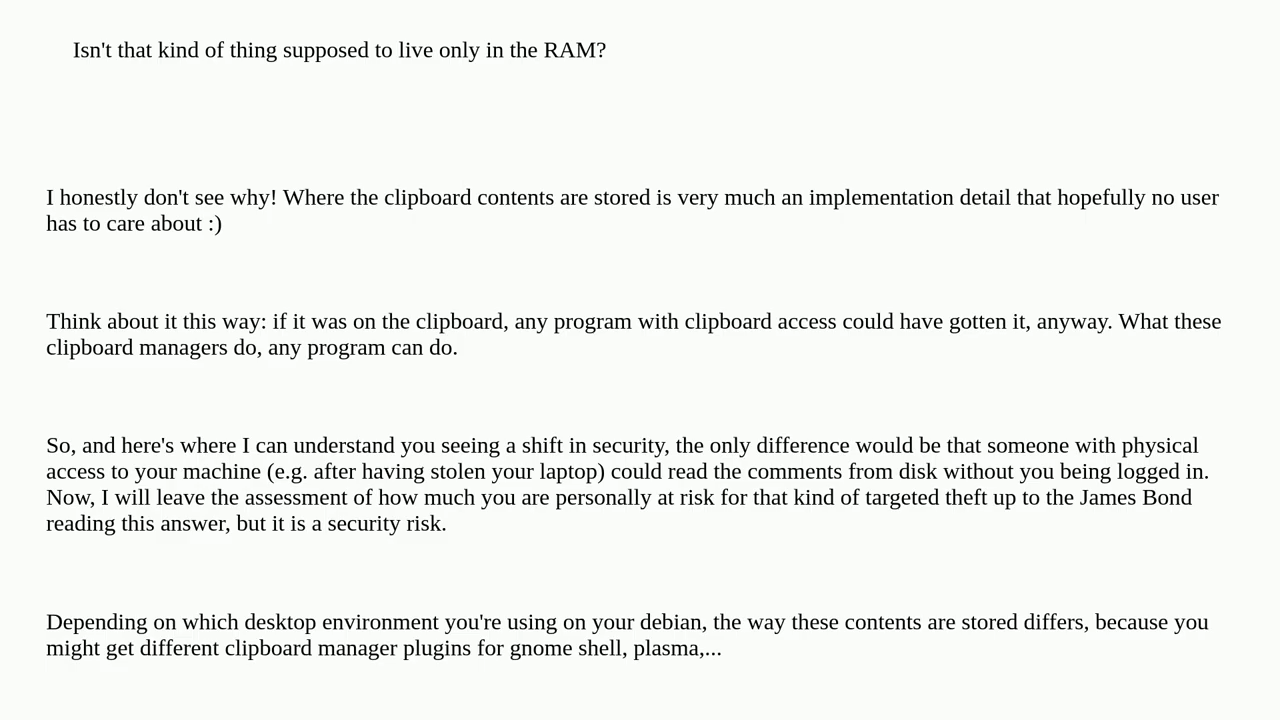 Isn't that kind of thing supposed to live only in the RAM?
I honestly don't see why! Where the clipboard contents are stored is very much an implementation detail that hopefully no user
has to care about :)
Think about it this way: if it was on the clipboard, any program with clipboard access could have gotten it, anyway. What these
clipboard managers do, any program can do.
So, and here's where I can understand you seeing a shift in security, the only difference would be that someone with physical
access to your machine (e.g. after having stolen your laptop) could read the comments from disk without you being logged in.
Now, I will leave the assessment of how much you are personally at risk for that kind of targeted theft up to the James Bond
reading this answer, but it is a security risk.
Depending on which desktop environment you're using on your debian, the way these contents are stored differs, because you
might get different clipboard manager plugins for gnome shell, plasma,...